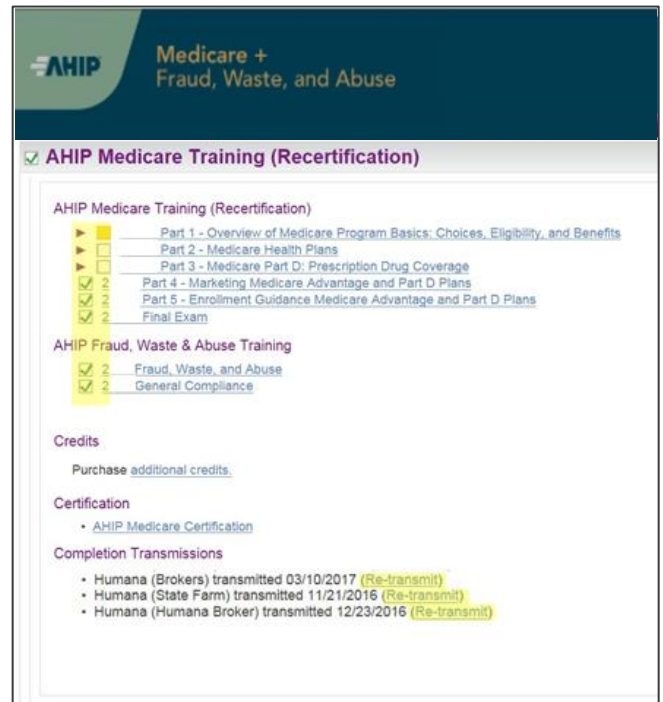 AHIP
Medicare +
Fraud, Waste, and Abuse
AHIP Medicare Training (Recertification)
AHIP Medicare Training (Recertification)
Part 1 - Overview of Medicare Program Basics: Choices, Eligibility, and Benefits
Part 2 - Medicare Health Plans
Part 3 - Medicare Part D: Prescription Drug Coverage
2 Part 4 - Marketing Medicare Advantage and Part D Plans
2 Part 5 - Enrollment Guidance Medicare Advantage and Part D Plans
2 Final Exam
AHIP Fraud, Waste & Abuse Training
2 Fraud, Waste, and Abuse
2 General Compliance
Credits
Purchase additional credits.
Certification
• AHIP Medicare Certification
Completion Transmissions
• Humana (Brokers) transmitted 03/10/2017 (Re-transmit)
• Humana (State Farm) transmitted 11/21/2016 (Re-transmit)
• Humana (Humana Broker) transmitted 12/23/2016 (Re-transmit)